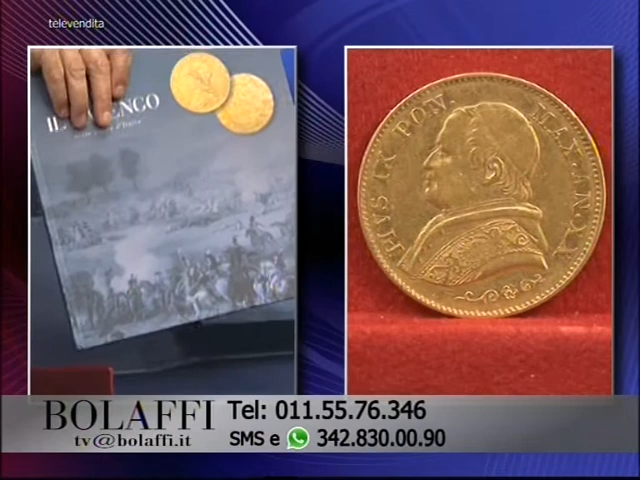 televendita
IL
PIVS IX PON. MAX. AN. XX
BOLAFFI
tv@bolaffi.it
Tel: 011.55.76.346
SMS e 342.830.00.90